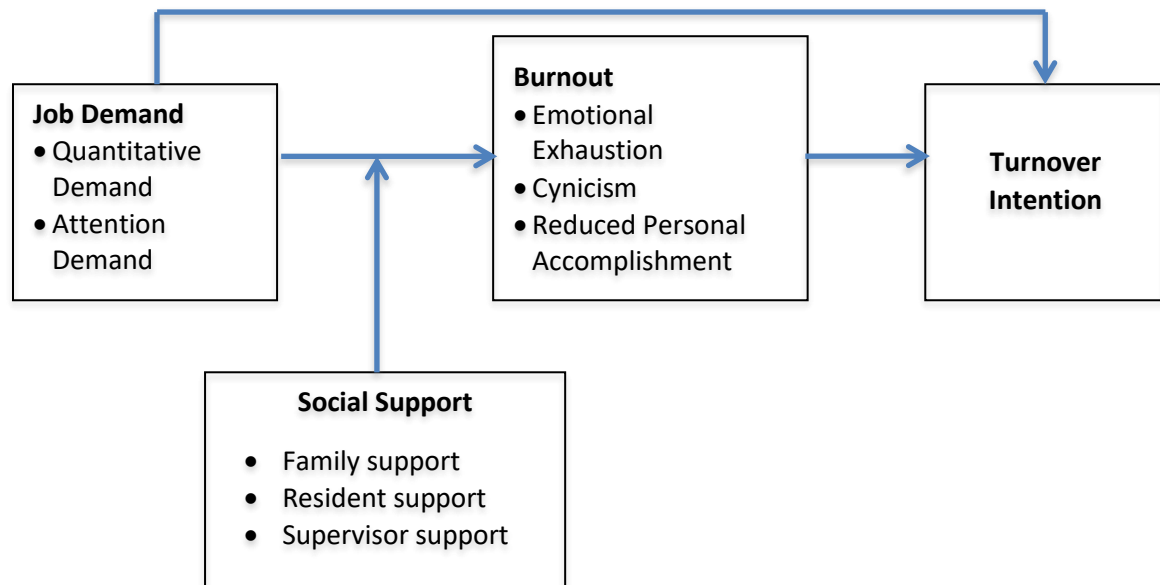 Job Demand
• Quantitative
Demand
• Attention
Demand
Burnout
• Emotional
Exhaustion
• Cynicism
• Reduced Personal
Accomplishment
Turnover
Intention
Social Support
• Family support
• Resident support
• Supervisor support